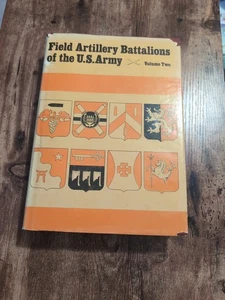 Field Artillery Battalions
of the U.S. Army
Volume Two